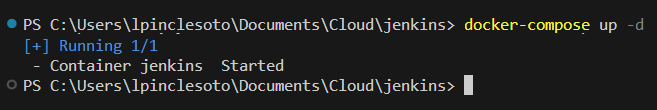 PS C:\Users\lpinclesoto\Documents\Cloud\jenkins> docker-compose up -d
[+] Running 1/1
- Container jenkins  Started
PS C:\Users\lpinclesoto\Documents\Cloud\jenkins>